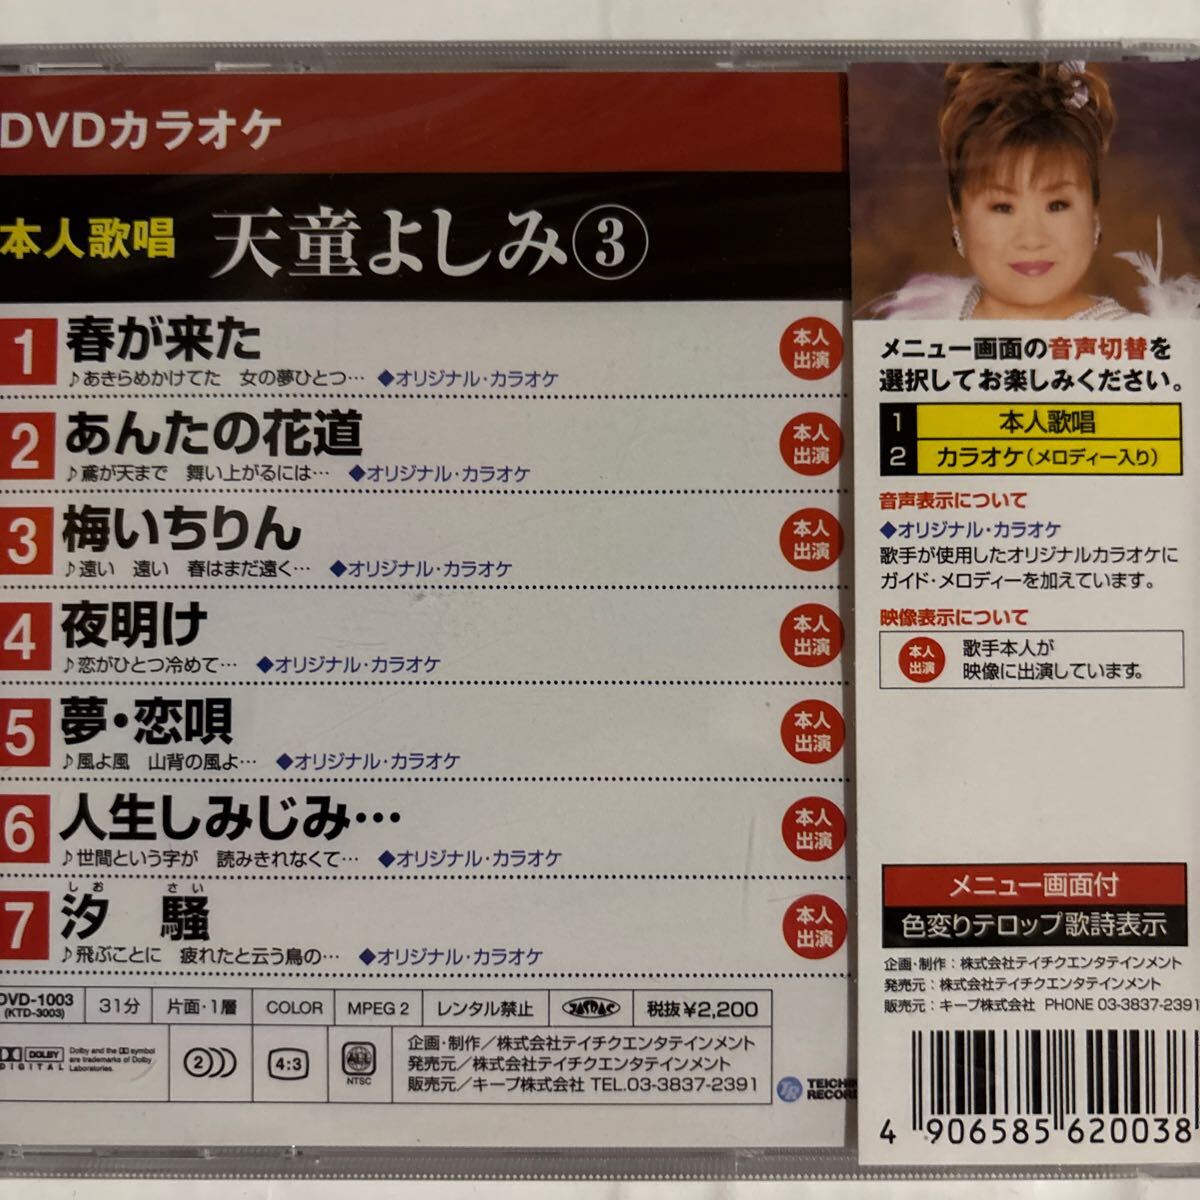 DVDカラオケ
本人歌唱 天童よしみ③
1 春が来た
♪あきらめかけてた 女の夢ひとつ… ◆オリジナル・カラオケ
本人出演
2 あんたの花道
♪鳶が天まで 舞い上がるには… ◆オリジナル・カラオケ
本人出演
3 梅いちりん
♪遠い 遠い 春はまだ遠く… ◆オリジナル・カラオケ
本人出演
4 夜明け
♪恋がひとつ冷めて… ◆オリジナル・カラオケ
本人出演
5 夢・恋唄
♪風よ風 山背の風よ… ◆オリジナル・カラオケ
本人出演
6 人生しみじみ…
♪世間という字が 読みきれなくて… ◆オリジナル・カラオケ
本人出演
しお さい
7 汐 騒
♪飛ぶことに 疲れたと云う鳥の… ◆オリジナル・カラオケ
本人出演
DVD-1003
(KTD-3003)
31分 片面・1層 COLOR MPEG 2 レンタル禁止 JASRAC 税抜¥2,200
DOLBY
DIGITAL
Dolby and the DD symbol
are trademarks of Dolby
Laboratories.
2
4:3
ALL
NTSC
企画・制作／株式会社テイチクエンタテインメント
発売元／株式会社テイチクエンタテインメント
販売元／キープ株式会社 TEL.03-3837-2391
TR TEICHIK
RECOR
メニュー画面の音声切替を
選択してお楽しみください。
1 本人歌唱
2 カラオケ（メロディー入り）
音声表示について
◆オリジナル・カラオケ
歌手が使用したオリジナルカラオケに
ガイド・メロディーを加えています。
映像表示について
本人出演
歌手本人が
映像に出演しています。
メニュー画面付
色変りテロップ歌詩表示
企画・制作：株式会社テイチクエンタテインメント
発売元：株式会社テイチクエンタテインメント
販売元：キープ株式会社 PHONE 03-3837-2391
4 906585 620038